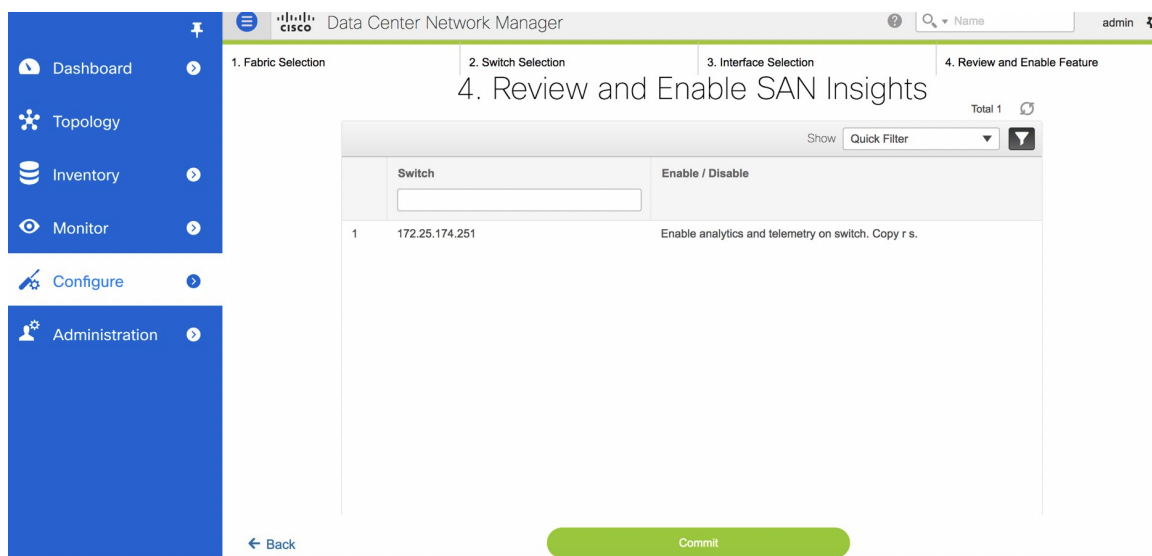 cisco Data Center Network Manager
Name
admin
Dashboard
Topology
Inventory
Monitor
Configure
Administration
1. Fabric Selection
2. Switch Selection
3. Interface Selection
4. Review and Enable Feature
4. Review and Enable SAN Insights
Total 1
Show Quick Filter
Switch Enable / Disable
1 172.25.174.251 Enable analytics and telemetry on switch. Copy r s.
Back
Commit